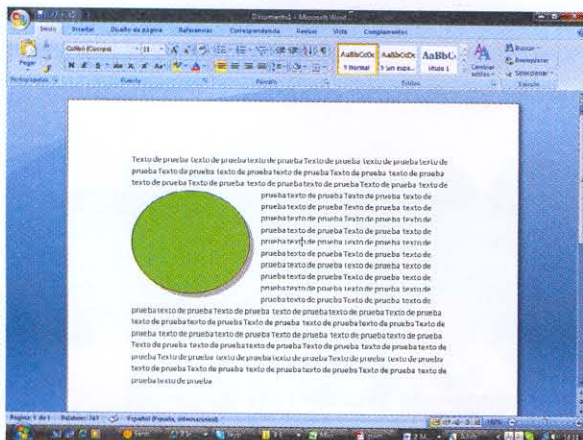 Documento1 - Microsoft Word
Inicio Insertar Diseño de página Referencias Correspondencia Revisar Vista Complementos
Calibri (Cuerpo) 11
Pegar
N K S abc
AaBbCcDc AaBbCcDc AaBbC
¶ Normal ¶ Sin espa... Título 1
Cambiar estilos
Buscar
Reemplazar
Seleccionar
Portapapeles Fuente Párrafo Estilos Edición
Texto de prueba texto de prueba texto de prueba Texto de prueba texto de prueba texto de
prueba Texto de prueba texto de prueba texto de prueba Texto de prueba texto de prueba
texto de prueba Texto de prueba texto de prueba texto de prueba Texto de prueba texto de
prueba texto de prueba Texto de prueba texto de
prueba texto de prueba Texto de prueba texto de
prueba texto de prueba Texto de prueba texto de
prueba texto de prueba Texto de prueba texto de
prueba texto de prueba Texto de prueba texto de
prueba texto de prueba Texto de prueba texto de
prueba texto de prueba Texto de prueba texto de
prueba texto de prueba Texto de prueba texto de
prueba texto de prueba Texto de prueba texto de
prueba texto de prueba Texto de prueba texto de
prueba texto de prueba Texto de prueba texto de prueba texto de prueba Texto de prueba
texto de prueba texto de prueba Texto de prueba texto de prueba texto de prueba Texto de
prueba texto de prueba texto de prueba Texto de prueba texto de prueba texto de prueba
Texto de prueba texto de prueba texto de prueba Texto de prueba texto de prueba texto de
prueba Texto de prueba texto de prueba texto de prueba Texto de prueba texto de prueba
texto de prueba Texto de prueba texto de prueba texto de prueba Texto de prueba texto de
prueba texto de prueba
Página: 1 de 1 Palabras: 247 Español (España, internacional) 100%